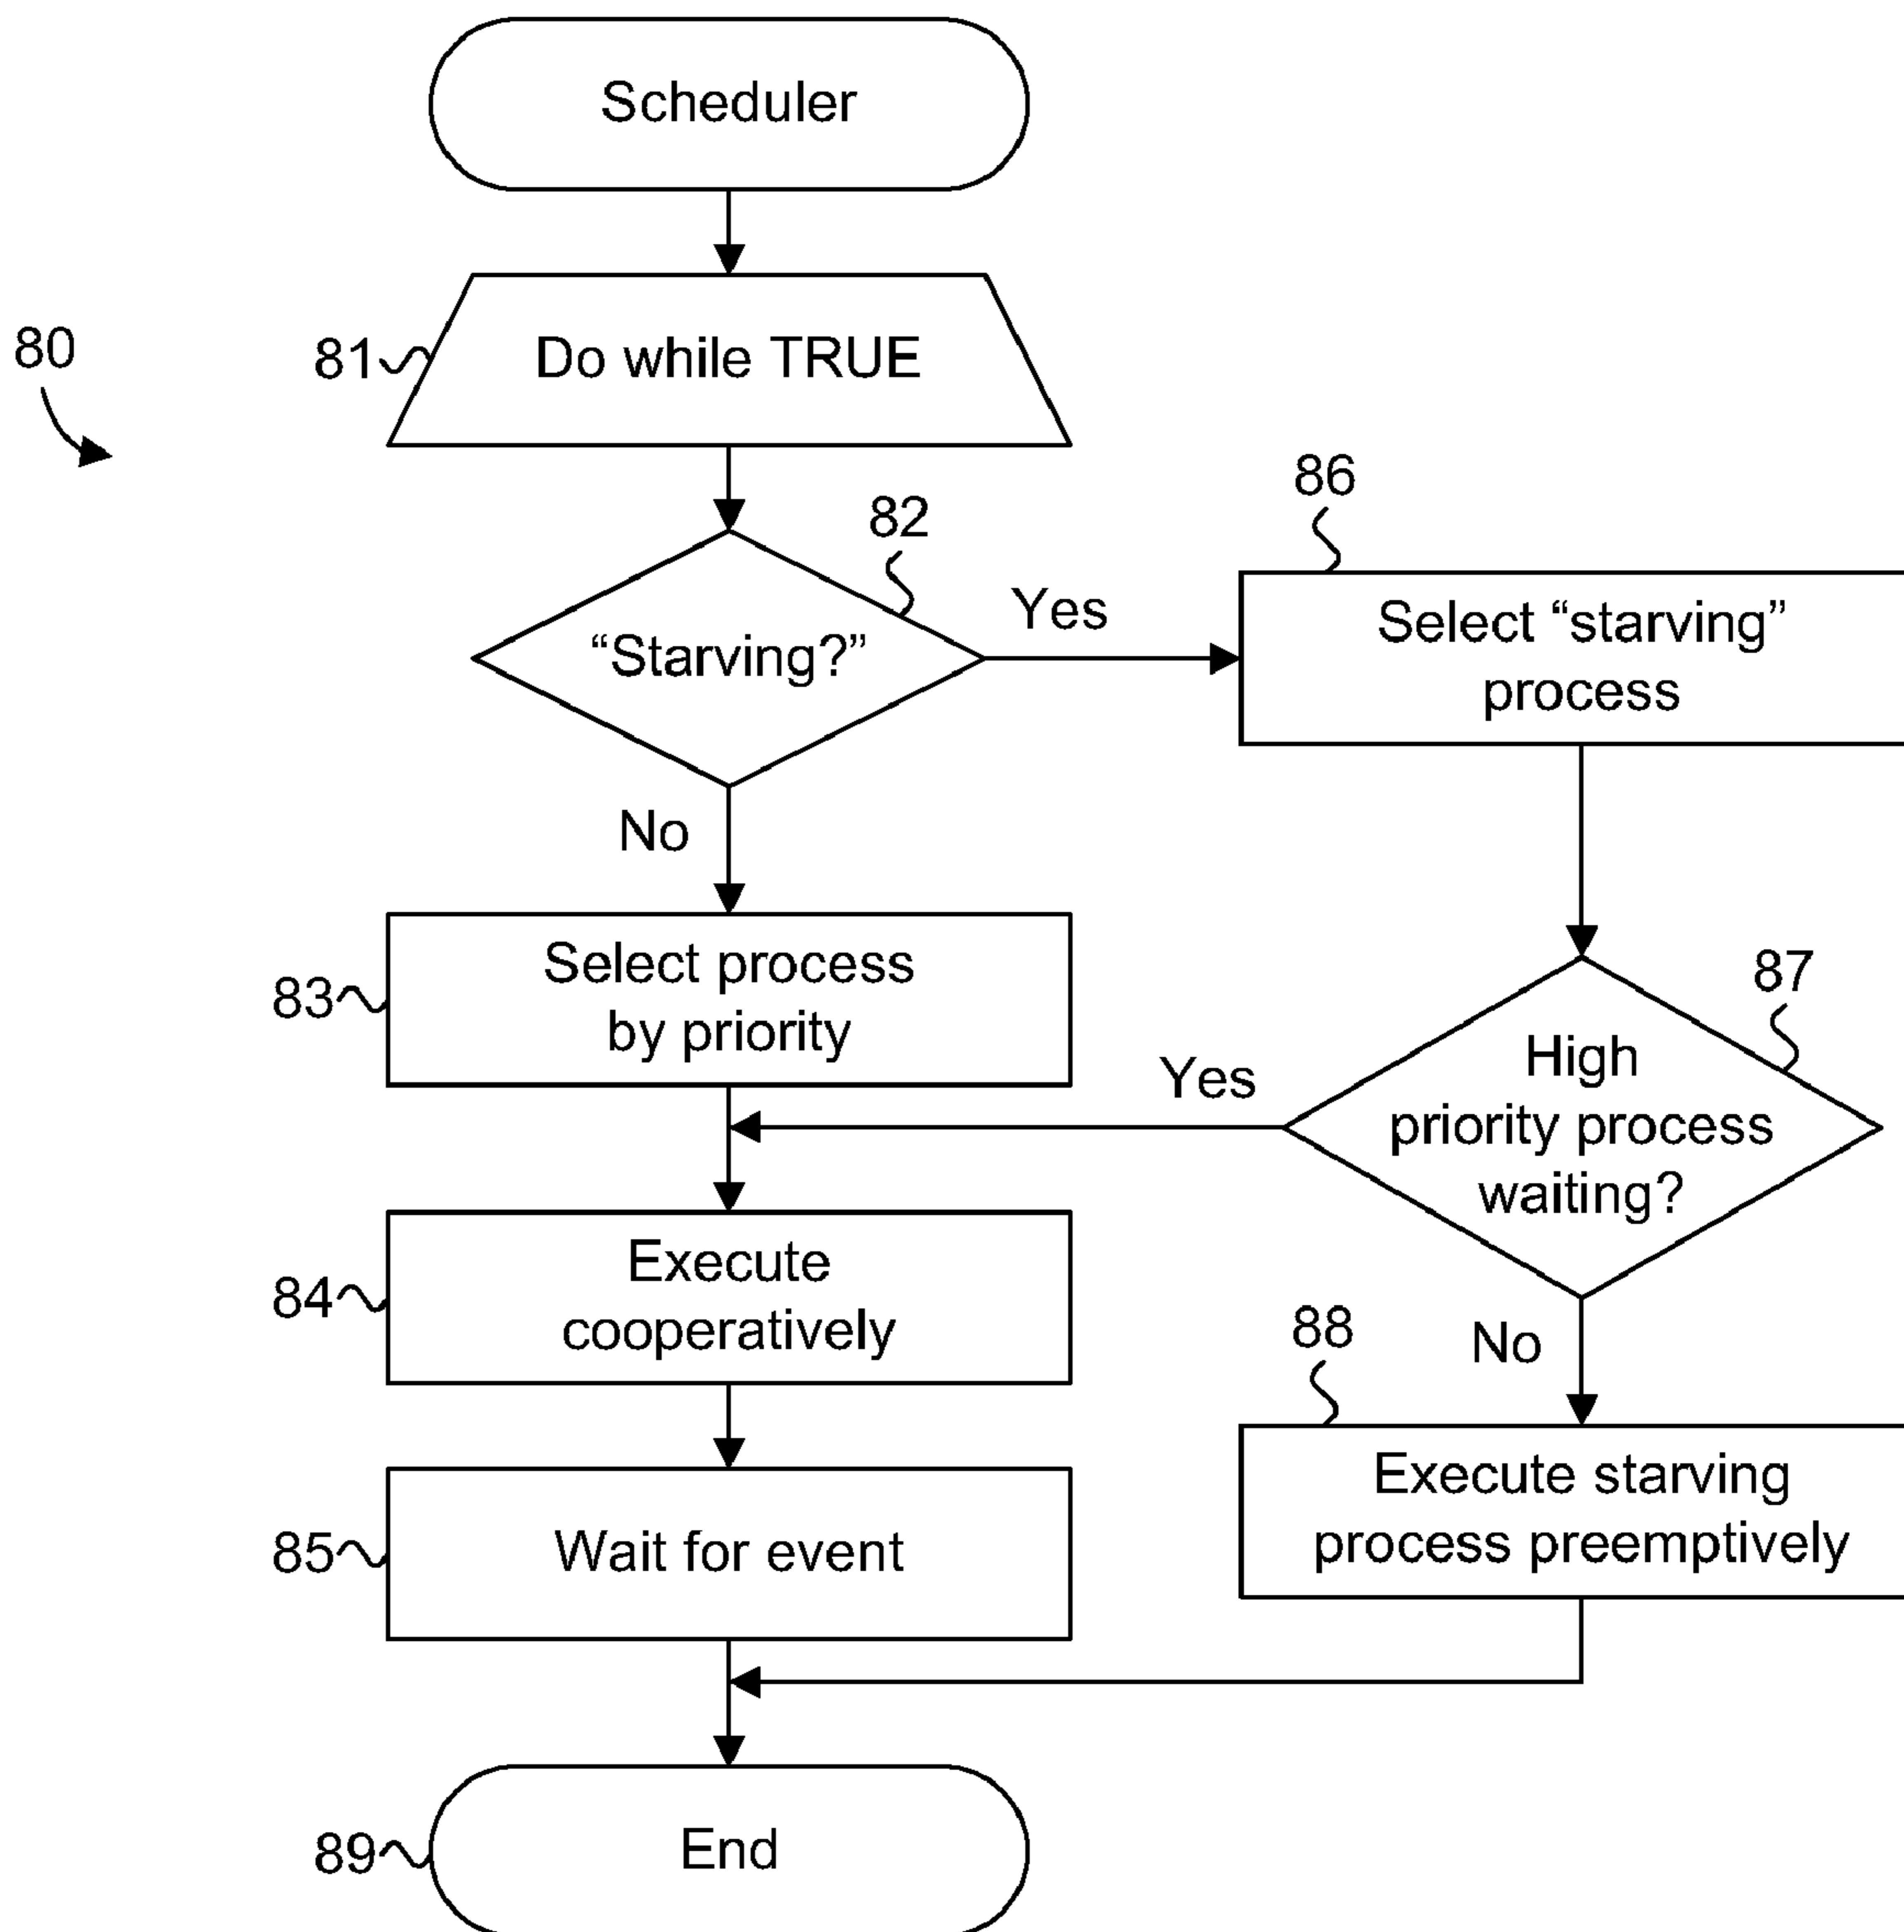 Scheduler
80
81
Do while TRUE
82
“Starving?”
Yes
No
86
Select “starving”
process
83
Select process
by priority
87
High
priority process
waiting?
Yes
No
84
Execute
cooperatively
88
Execute starving
process preemptively
85
Wait for event
89
End